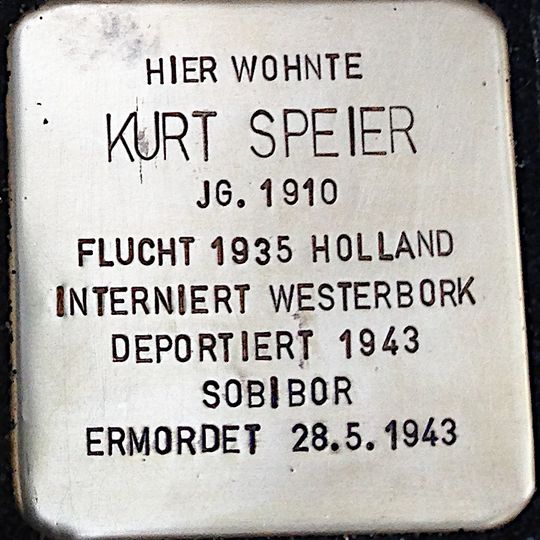 HIER WOHNTE
KURT SPEIER
JG. 1910
FLUCHT 1935 HOLLAND
INTERNIERT WESTERBORK
DEPORTIERT 1943
SOBIBOR
ERMORDET 28.5.1943